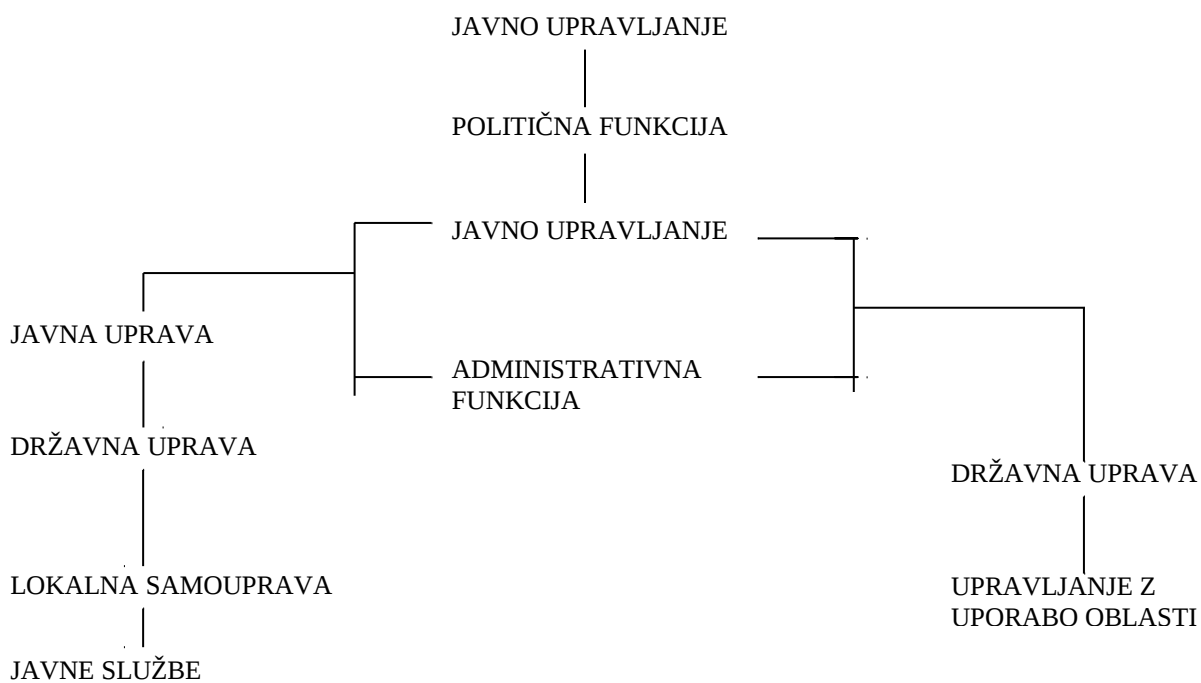 JAVNO UPRAVLJANJE
POLITIČNA FUNKCIJA
JAVNO UPRAVLJANJE
JAVNA UPRAVA
ADMINISTRATIVNA
FUNKCIJA
DRŽAVNA UPRAVA
DRŽAVNA UPRAVA
LOKALNA SAMOUPRAVA
UPRAVLJANJE Z
UPORABO OBLASTI
JAVNE SLUŽBE